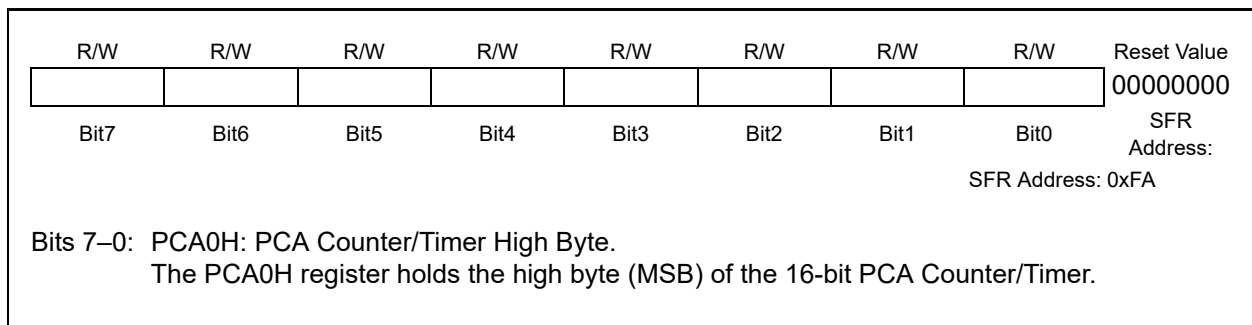 R/W R/W R/W R/W R/W R/W R/W R/W Reset Value
00000000
Bit7 Bit6 Bit5 Bit4 Bit3 Bit2 Bit1 Bit0 SFR
Address:
SFR Address: 0xFA
Bits 7–0: PCA0H: PCA Counter/Timer High Byte.
The PCA0H register holds the high byte (MSB) of the 16-bit PCA Counter/Timer.